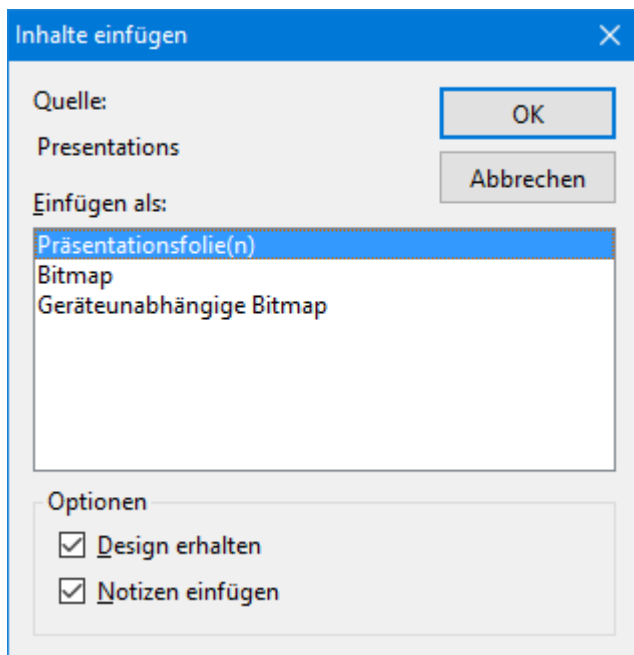 Inhalte einfügen
Quelle:
OK
Presentations
Abbrechen
Einfügen als:
Präsentationsfolie(n)
Bitmap
Geräteunabhängige Bitmap
Optionen
Design erhalten
Notizen einfügen